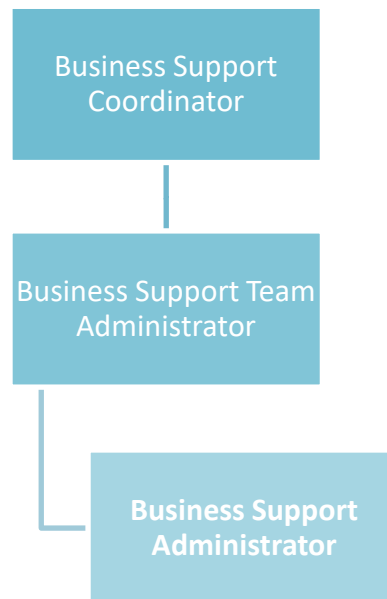 Business Support
Coordinator
Business Support Team
Administrator
Business Support
Administrator